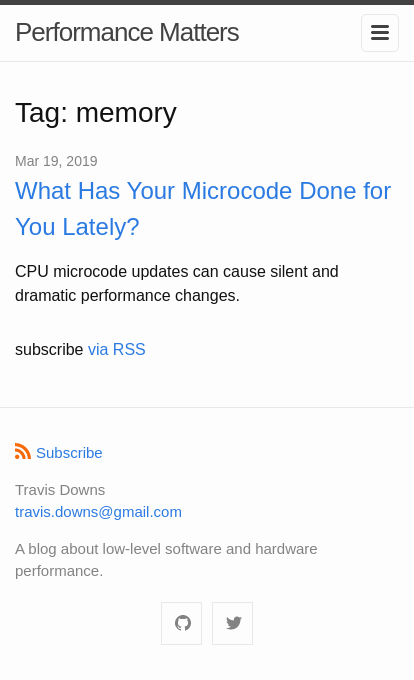 Performance Matters
Tag: memory
Mar 19, 2019
What Has Your Microcode Done for
You Lately?
CPU microcode updates can cause silent and
dramatic performance changes.
subscribe via RSS
Subscribe
Travis Downs
travis.downs@gmail.com
A blog about low-level software and hardware
performance.